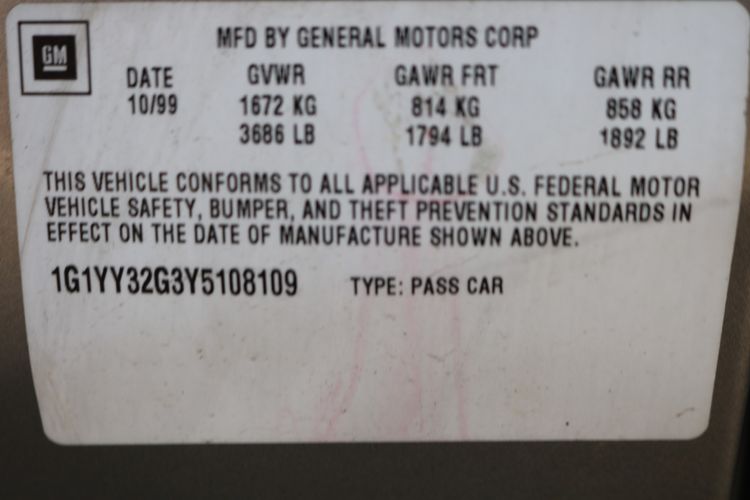 GM
MFD BY GENERAL MOTORS CORP
DATE GVWR GAWR FRT GAWR RR
10/99 1672 KG 814 KG 858 KG
3686 LB 1794 LB 1892 LB
THIS VEHICLE CONFORMS TO ALL APPLICABLE U.S. FEDERAL MOTOR
VEHICLE SAFETY, BUMPER, AND THEFT PREVENTION STANDARDS IN
EFFECT ON THE DATE OF MANUFACTURE SHOWN ABOVE.
1G1YY32G3Y5108109 TYPE: PASS CAR